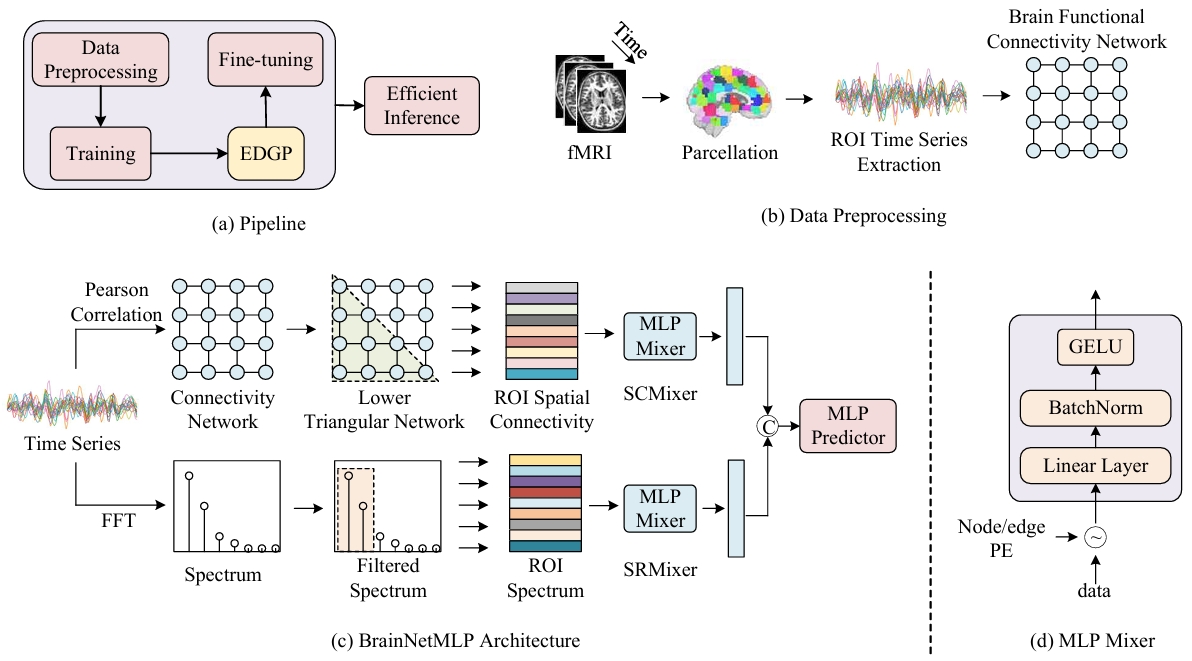 Data
Preprocessing
Fine-tuning
Efficient
Inference
Training
EDGP
(a) Pipeline
Time
fMRI
Parcellation
ROI Time Series
Extraction
Brain Functional
Connectivity Network
(b) Data Preprocessing
Pearson
Correlation
Time Series
FFT
Connectivity
Network
Lower
Triangular Network
ROI Spatial
Connectivity
MLP
Mixer
SCMixer
C
MLP
Predictor
Spectrum
Filtered
Spectrum
ROI
Spectrum
MLP
Mixer
SRMixer
(c) BrainNetMLP Architecture
GELU
BatchNorm
Linear Layer
Node/edge
PE
~
data
(d) MLP Mixer